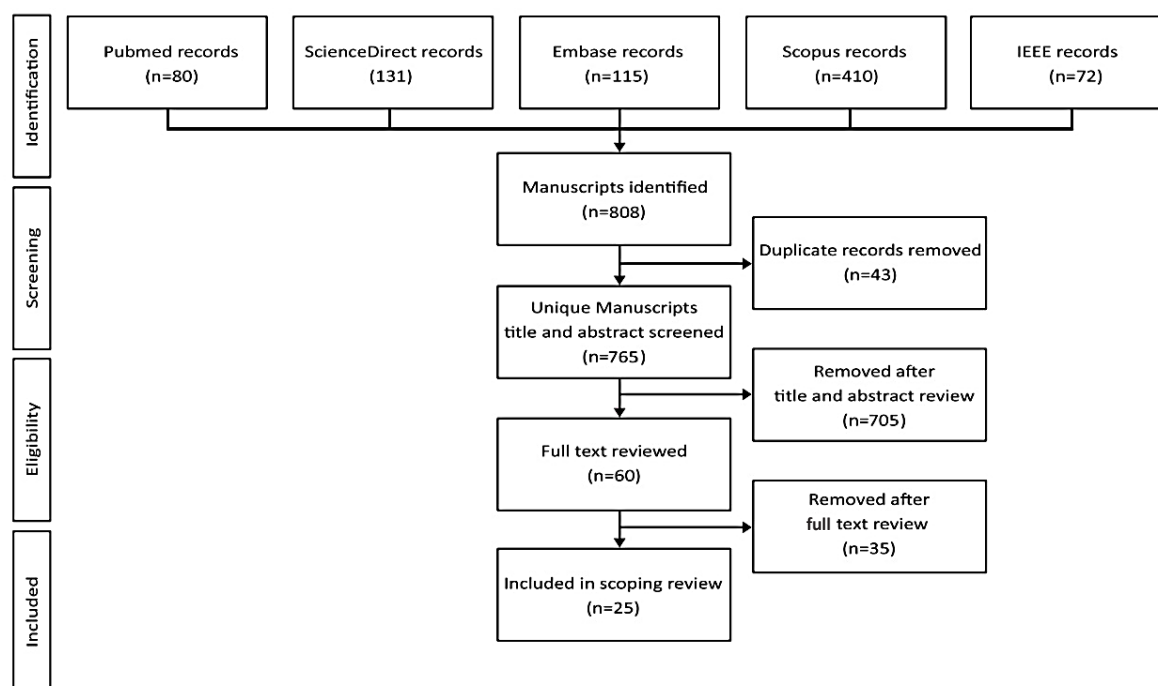 Identification
Pubmed records
(n=80)
ScienceDirect records
(131)
Embase records
(n=115)
Scopus records
(n=410)
IEEE records
(n=72)
Manuscripts identified
(n=808)
Screening
Duplicate records removed
(n=43)
Unique Manuscripts
title and abstract screened
(n=765)
Eligibility
Removed after
title and abstract review
(n=705)
Full text reviewed
(n=60)
Removed after
full text review
(n=35)
Included
Included in scoping review
(n=25)